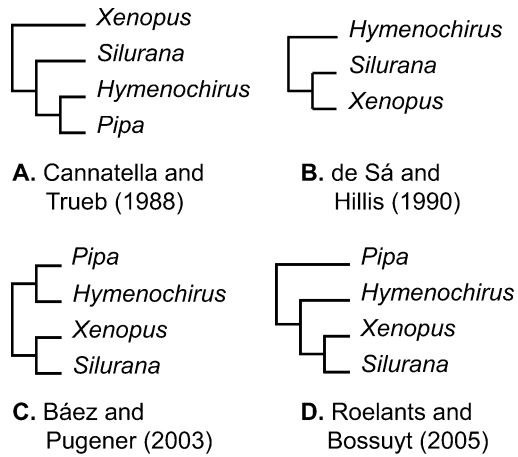 Xenopus
Silurana
Hymenochirus
Pipa
A. Cannatella and
Trueb (1988)
Hymenochirus
Silurana
Xenopus
B. de Sá and
Hillis (1990)
Pipa
Hymenochirus
Xenopus
Silurana
C. Báez and
Pugener (2003)
Pipa
Hymenochirus
Xenopus
Silurana
D. Roelants and
Bossuyt (2005)